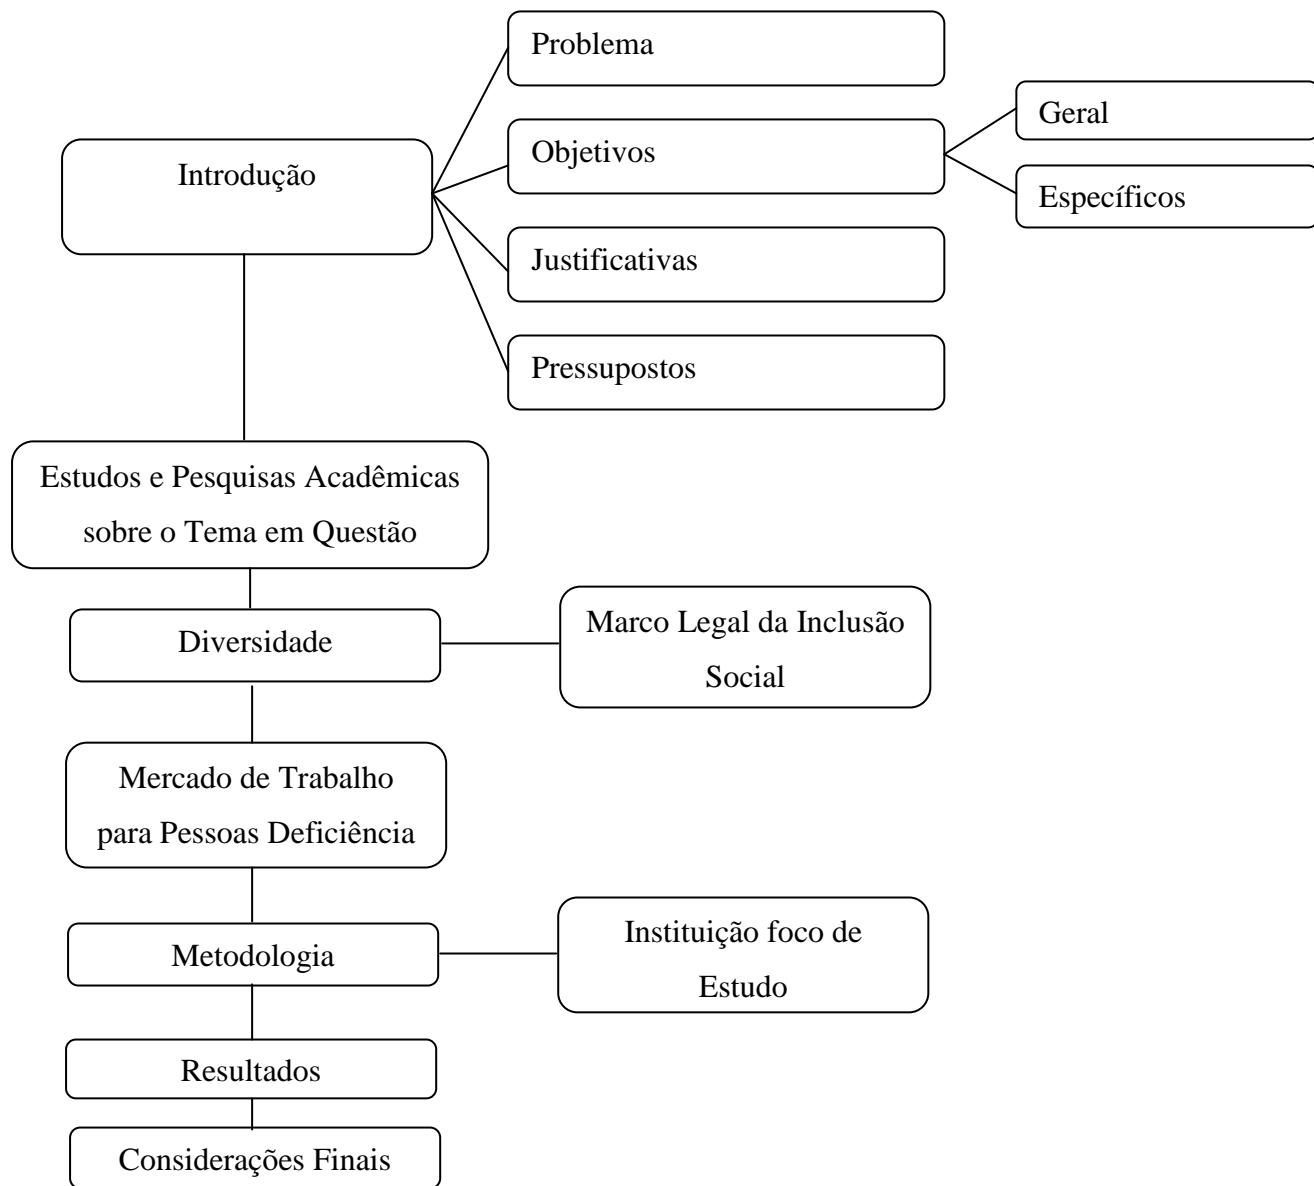 Problema
Geral
Objetivos
Introdução
Específicos
Justificativas
Pressupostos
Estudos e Pesquisas Acadêmicas
sobre o Tema em Questão
Diversidade
Marco Legal da Inclusão
Social
Mercado de Trabalho
para Pessoas Deficiência
Metodologia
Instituição foco de
Estudo
Resultados
Considerações Finais